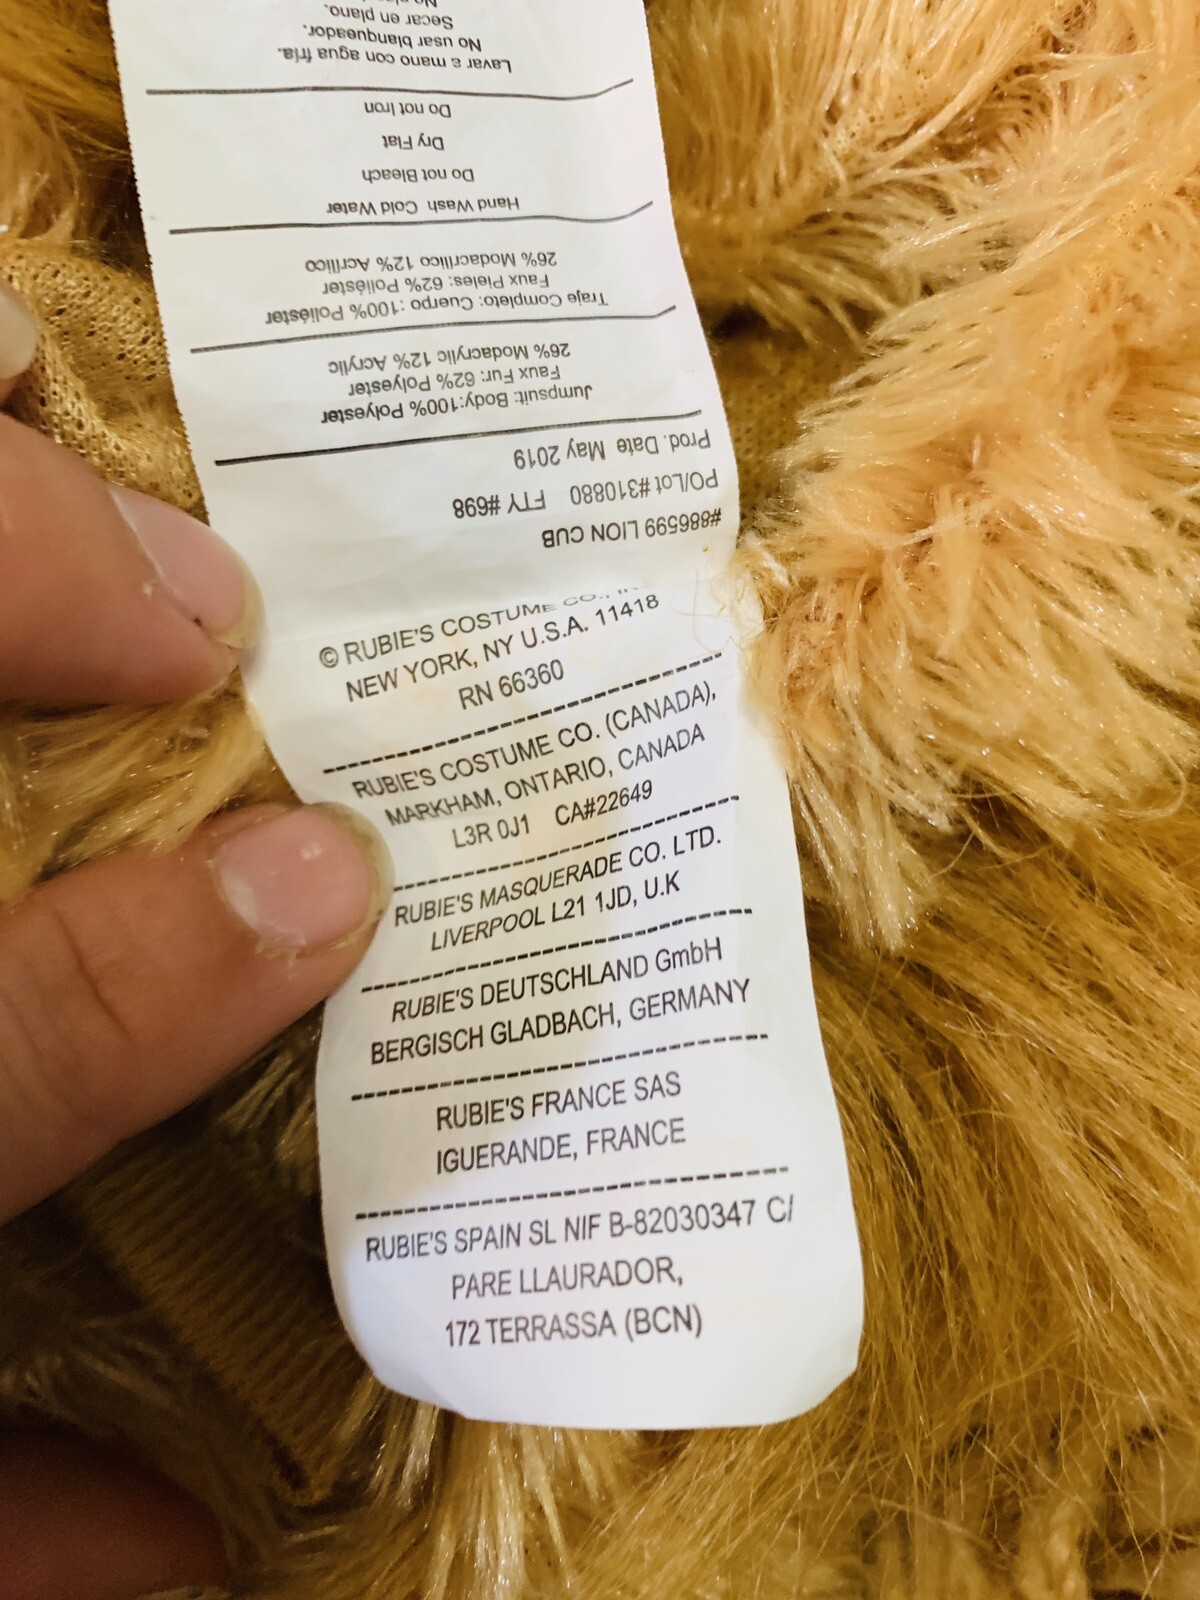 #886599 LION CUB
PO/Lot #310880 FTY #698
Prod. Date May 2019
Jumpsuit: Body:100% Polyester
Faux Fur: 62% Polyester
26% Modacrylic 12% Acrylic
Traje Completo: Cuerpo :100% Poliéster
Faux Pieles: 62% Poliéster
26% Modacrílico 12% Acrílico
Hand Wash Cold Water
Do not Bleach
Dry Flat
Do not Iron
Lavar a mano con agua fría.
No usar blanqueador.
Secar en plano.
© RUBIE'S COSTUME CO.,
NEW YORK, NY U.S.A. 11418
RN 66360
RUBIE'S COSTUME CO. (CANADA),
MARKHAM, ONTARIO, CANADA
L3R 0J1 CA#22649
RUBIE'S MASQUERADE CO. LTD.
LIVERPOOL L21 1JD, U.K
RUBIE'S DEUTSCHLAND GmbH
BERGISCH GLADBACH, GERMANY
RUBIE'S FRANCE SAS
IGUERANDE, FRANCE
RUBIE'S SPAIN SL NIF B-82030347 C/
PARE LLAURADOR,
172 TERRASSA (BCN)